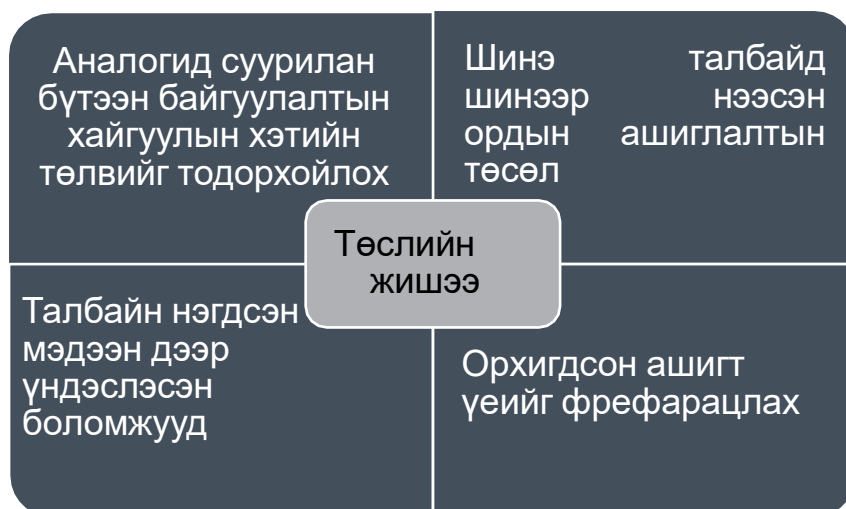 Аналогид суурилан
бүтээн байгуулалтын
хайгуулын хэтийн
төлвийг тодорхойлох
Шинэ талбайд
шинээр нээсэн
ордын ашиглалтын
төсөл
Төслийн
жишээ
Талбайн нэгдсэн
мэдээн дээр
үндэслэсэн
боломжууд
Орхигдсон ашигт
үеийг фрефарацлах